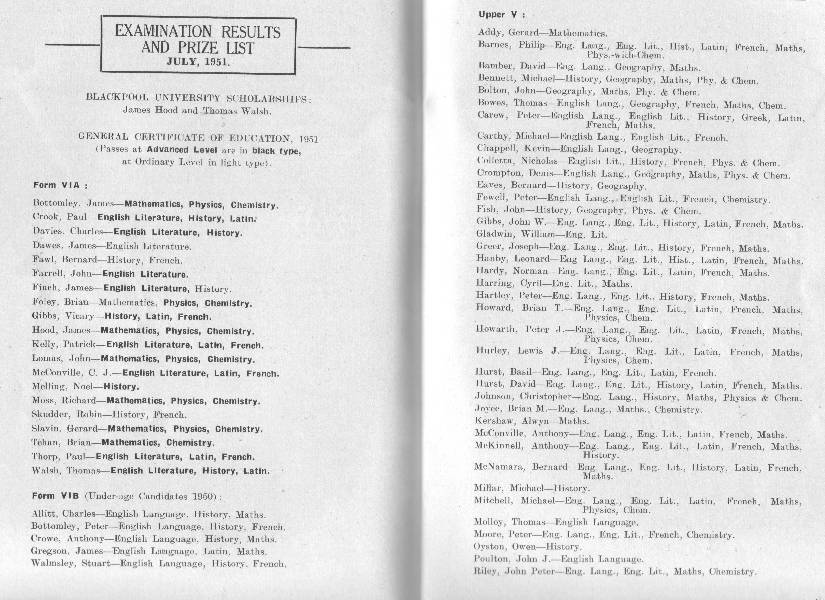 EXAMINATION RESULTS
AND PRIZE LIST
JULY, 1951.
BLACKPOOL UNIVERSITY SCHOLARSHIPS:
James Hood and Thomas Walsh.
GENERAL CERTIFICATE OF EDUCATION, 1951
(Passes at Advanced Level are in black type,
at Ordinary Level in light type).
Form VIA :
Bottomley, James—Mathematics, Physics, Chemistry.
Crook, Paul—English Literature, History, Latin.
Davies, Charles—English Literature, History.
Dawes, James—English Literature.
Fawl, Bernard—History, French.
Farrell, John—English Literature.
Finch, James—English Literature, History.
Foley, Brian—Mathematics, Physics, Chemistry.
Gibbs, Vicary—History, Latin, French.
Hood, James—Mathematics, Physics, Chemistry.
Kelly, Patrick—English Literature, Latin, French.
Lomas, John—Mathematics, Physics, Chemistry.
McConville, C. J.—English Literature, Latin, French.
Melling, Noel—History.
Moss, Richard—Mathematics, Physics, Chemistry.
Skudder, Robin—History, French.
Slavin, Gerard—Mathematics, Physics, Chemistry.
Tehan, Brian—Mathematics, Chemistry.
Thorp, Paul—English Literature, Latin, French.
Walsh, Thomas—English Literature, History, Latin.
Form VIB (Under-age Candidates 1950) :
Allitt, Charles—English Language, History, Maths.
Bottomley, Peter—English Language, History, French.
Crowe, Anthony—English Language, History, Maths.
Gregson, James—English Language, Latin, Maths.
Walmsley, Stuart—English Language, History, French.
Upper V :
Addy, Gerard—Mathematics.
Barnes, Philip—Eng. Lang., Eng. Lit., Hist., Latin, French, Maths,
Phys.-with-Chem.
Bamber, David—Eng. Lang., Geography, Maths.
Bennett, Michael—History, Geography, Maths, Phy. & Chem.
Bolton, John—Geography, Maths, Phy. & Chem.
Bowes, Thomas—English Lang., Geography, French, Maths, Chem.
Carew, Peter—English Lang., English Lit., History, Greek, Latin,
French, Maths.
Carthy, Michael—English Lang., English Lit., French.
Chappell, Kevin—English Lang., Geography.
Colletta, Nicholas—English Lit., History, French, Phys. & Chem.
Crompton, Denis—English Lang., Geography, Maths, Phys. & Chem.
Eaves, Bernard—History, Geography.
Fewell, Peter—English Lang., English Lit., French, Chemistry.
Fish, John—History, Geography, Phys. & Chem.
Gibbs, John W.—Eng. Lang., Eng. Lit., History, Latin, French, Maths.
Gladwin, William—Eng. Lit.
Greer, Joseph—Eng. Lang., Eng. Lit., History, French, Maths.
Hanby, Leonard—Eng. Lang., Eng. Lit., Hist., Latin, French, Maths.
Hardy, Norman—Eng. Lang., Eng. Lit., Latin, French, Maths.
Harring, Cyril—Eng. Lit., Maths.
Hartley, Peter—Eng. Lang., Eng. Lit., History, French, Maths.
Howard, Brian T.—Eng. Lang., Eng. Lit., Latin, French, Maths,
Physics, Chem.
Howarth, Peter J.—Eng. Lang., Eng. Lit., Latin, French, Maths,
Physics, Chem.
Hurley, Lewis J.—Eng. Lang., Eng. Lit., Latin, French, Maths,
Physics, Chem.
Hurst, Basil—Eng. Lang., Eng. Lit., Latin, French.
Hurst, David—Eng. Lang., Eng. Lit., History, Latin, French, Maths.
Johnson, Christopher—Eng. Lang., History, Maths, Physics & Chem.
Joyce, Brian M.—Eng. Lang., Maths., Chemistry.
Kershaw, Alwyn—Maths.
McConville, Anthony—Eng. Lang., Eng. Lit., Latin, French, Maths.
McKinnell, Anthony—Eng. Lang., Eng. Lit., Latin, French, Maths,
History.
McNamara, Bernard—Eng. Lang., Eng. Lit., History, Latin, French,
Maths.
Millar, Michael—History.
Mitchell, Michael—Eng. Lang., Eng. Lit., Latin, French, Maths,
Physics, Chem.
Molloy, Thomas—English Language.
Moore, Peter—Eng. Lang., Eng. Lit., French, Chemistry.
Oyston, Owen—History.
Poulton, John J.—English Language.
Riley, John Peter—Eng. Lang., Eng. Lit., Maths, Chemistry.